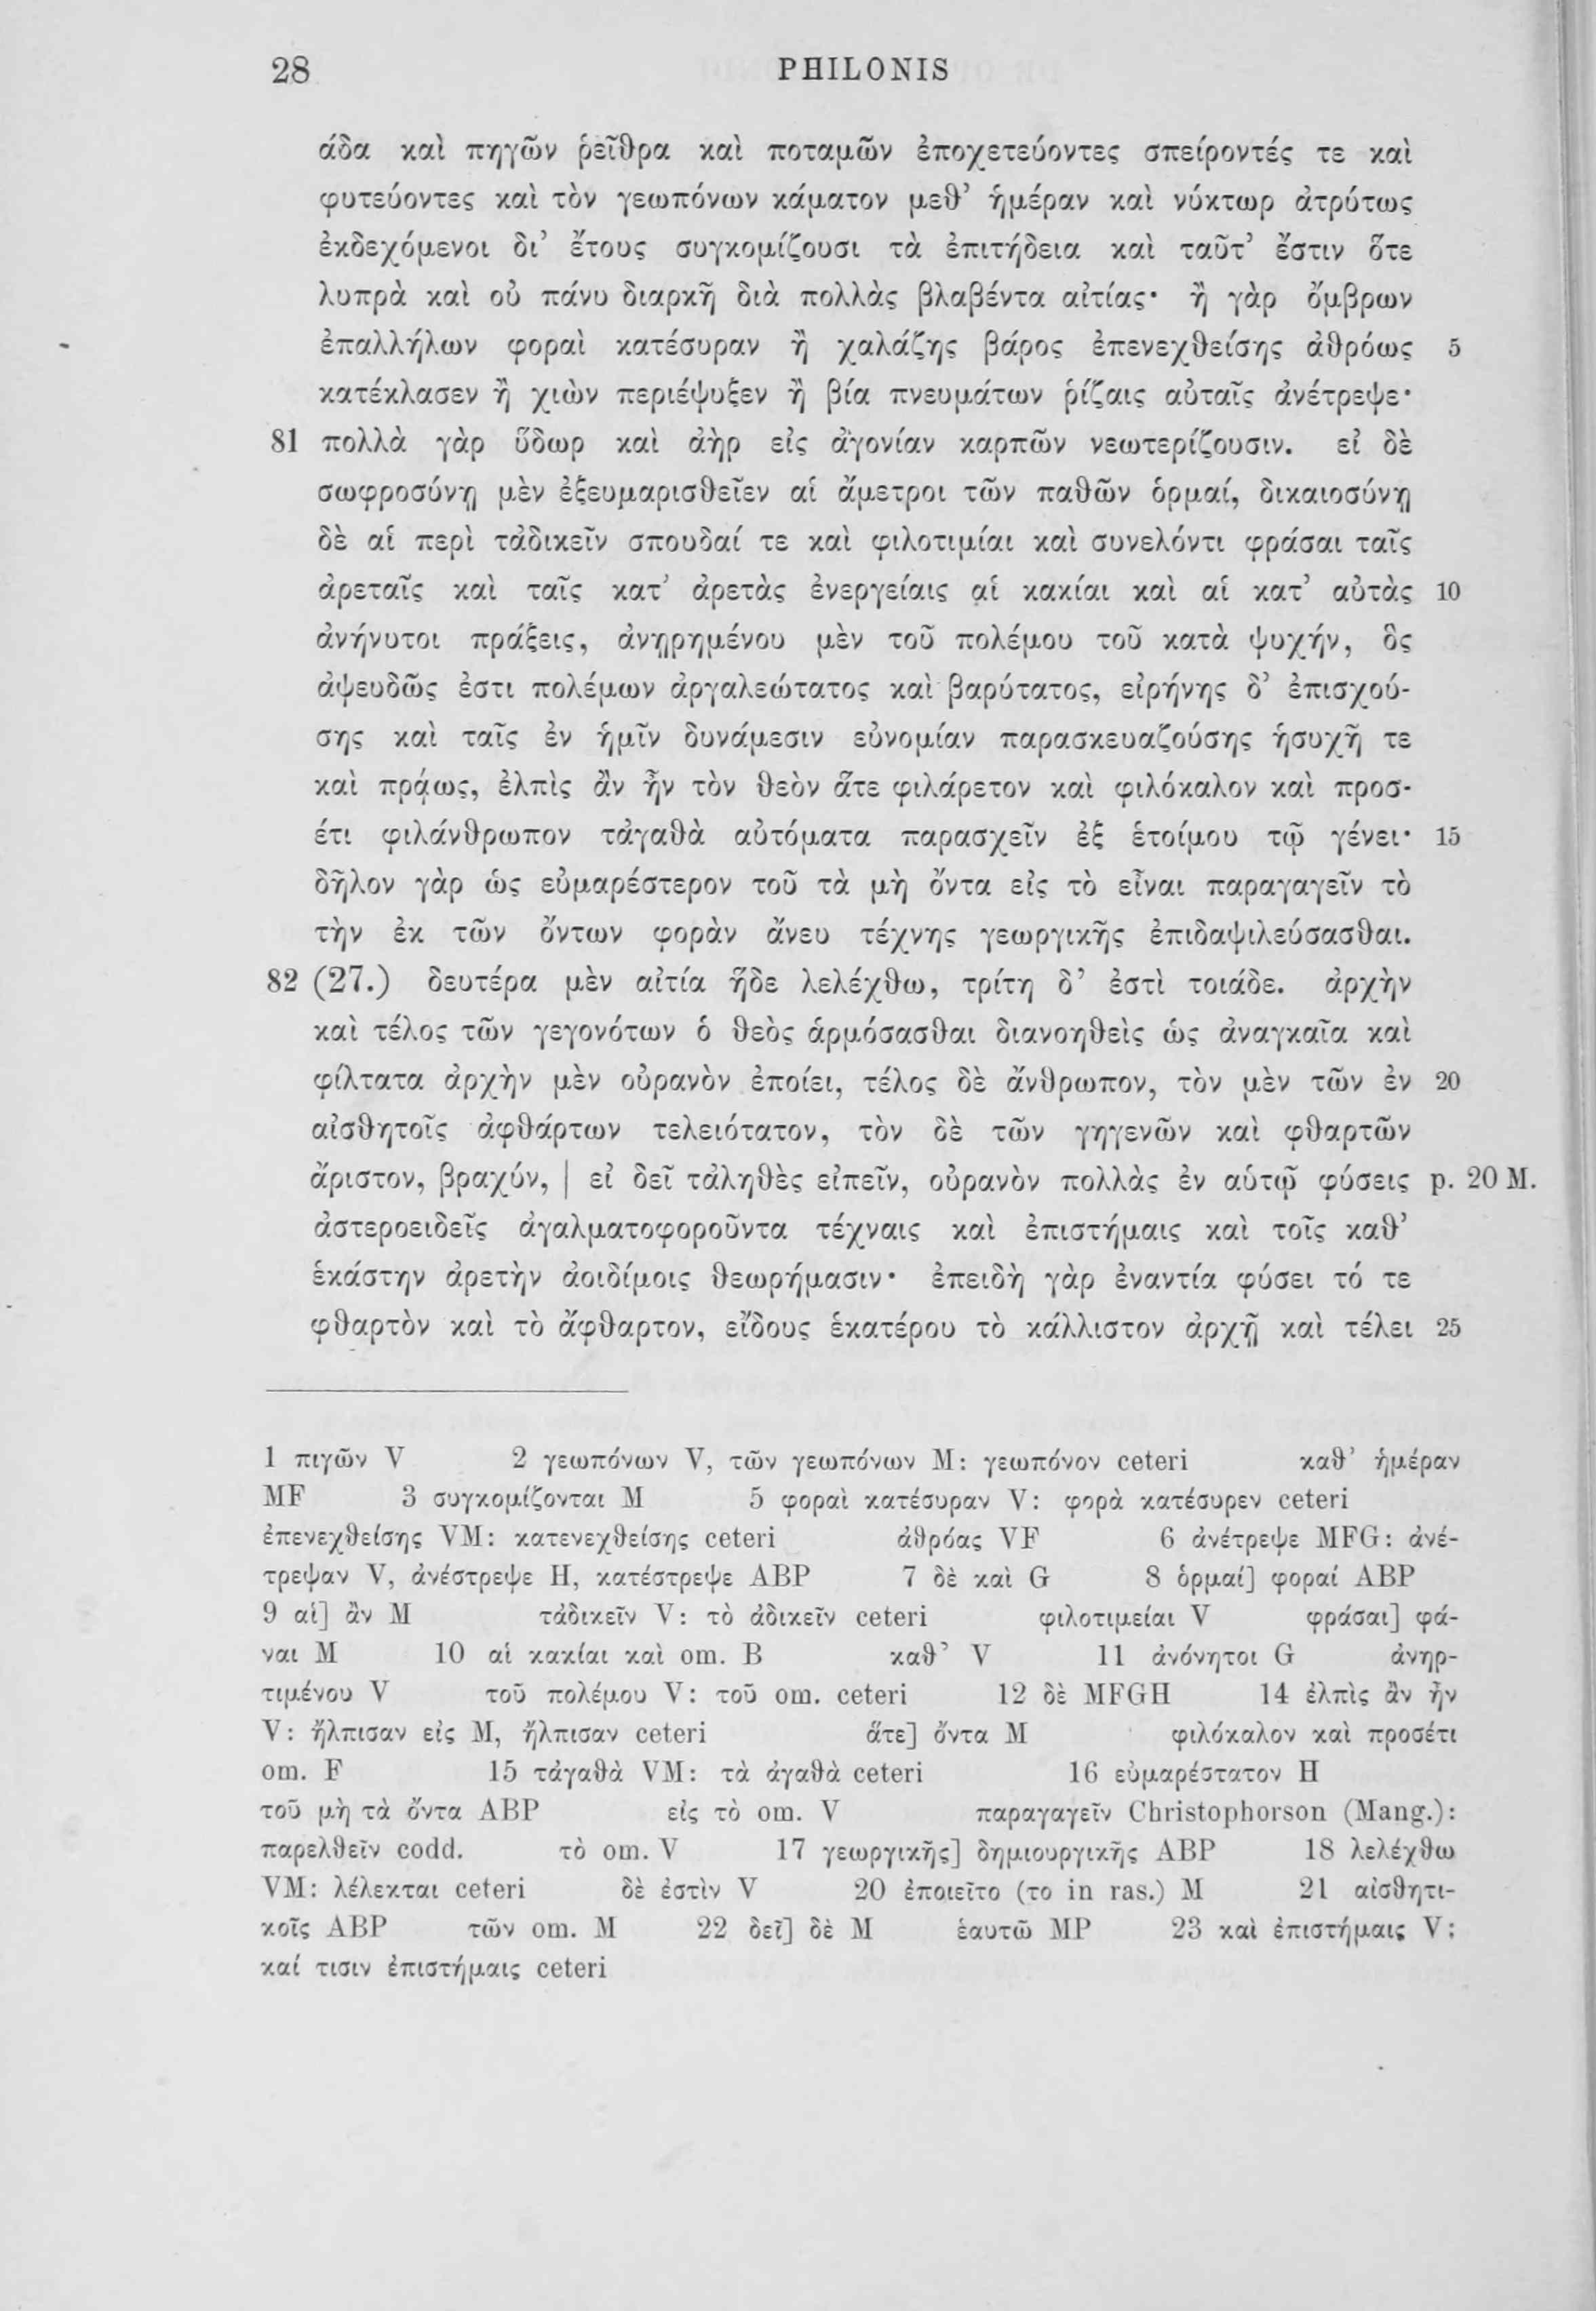 28 PHILONIS
άδα καὶ πηγῶν ῥεῖθρα καὶ ποταμῶν ἐποχετεύοντες σπείροντές τε καὶ
φυτεύοντες καὶ τὸν γεωπόνων κάματον μεθ’ ἡμέραν καὶ νύκτωρ ἀτρύτως
ἐκδεχόμενοι δι’ ἔτους συγκομίζουσι τὰ ἐπιτήδεια καὶ ταῦτ’ ἔστιν ὅτε
λυπρὰ καὶ οὐ πάνυ διαρκῆ διὰ πολλὰς βλαβέντα αἰτίας· ἢ γὰρ ὄμβρων
ἐπαλλήλων φοραὶ κατέσυραν ἢ χαλάζης βάρος ἐπενεχθείσης ἀθρόως 5
κατέκλασεν ἢ χιὼν περιέψυξεν ἢ βία πνευμάτων ῥίζαις αὐταῖς ἀνέτρεψε·
81 πολλὰ γὰρ ὕδωρ καὶ ἀὴρ εἰς ἀγονίαν καρπῶν νεωτερίζουσιν. εἰ δὲ
σωφροσύνῃ μὲν ἐξευμαρισθεῖεν αἱ ἄμετροι τῶν παθῶν ὁρμαί, δικαιοσύνῃ
δὲ αἱ περὶ τἀδικεῖν σπουδαί τε καὶ φιλοτιμίαι καὶ συνελόντι φράσαι ταῖς
ἀρεταῖς καὶ ταῖς κατ’ ἀρετὰς ἐνεργείαις αἱ κακίαι καὶ αἱ κατ’ αὐτὰς 10
ἀνήνυτοι πράξεις, ἀνῃρημένου μὲν τοῦ πολέμου τοῦ κατὰ ψυχήν, ὃς
ἀψευδῶς ἐστι πολέμων ἀργαλεώτατος καὶ βαρύτατος, εἰρήνης δ’ ἐπισχού-
σης καὶ ταῖς ἐν ἡμῖν δυνάμεσιν εὐνομίαν παρασκευαζούσης ἡσυχῆ τε
καὶ πρᾴως, ἐλπὶς ἂν ἦν τὸν θεὸν ἅτε φιλάρετον καὶ φιλόκαλον καὶ προσ-
έτι φιλάνθρωπον τἀγαθὰ αὐτόματα παρασχεῖν ἐξ ἑτοίμου τῷ γένει· 15
δῆλον γὰρ ὡς εὐμαρέστερον τοῦ τὰ μὴ ὄντα εἰς τὸ εἶναι παραγαγεῖν τὸ
τὴν ἐκ τῶν ὄντων φορὰν ἄνευ τέχνης γεωργικῆς ἐπιδαψιλεύσασθαι.
82 (27.) δευτέρα μὲν αἰτία ἥδε λελέχθω, τρίτη δ’ ἐστὶ τοιάδε. ἀρχὴν
καὶ τέλος τῶν γεγονότων ὁ θεὸς ἁρμόσασθαι διανοηθεὶς ὡς ἀναγκαῖα καὶ
φίλτατα ἀρχὴν μὲν οὐρανὸν ἐποίει, τέλος δὲ ἄνθρωπον, τὸν μὲν τῶν ἐν 20
αἰσθητοῖς ἀφθάρτων τελειότατον, τὸν δὲ τῶν γηγενῶν καὶ φθαρτῶν
ἄριστον, βραχύν, | εἰ δεῖ τἀληθὲς εἰπεῖν, οὐρανὸν πολλὰς ἐν αὑτῷ φύσεις p. 20 M.
ἀστεροειδεῖς ἀγαλματοφοροῦντα τέχναις καὶ ἐπιστήμαις καὶ τοῖς καθ’
ἑκάστην ἀρετὴν ἀοιδίμοις θεωρήμασιν· ἐπειδὴ γὰρ ἐναντία φύσει τό τε
φθαρτὸν καὶ τὸ ἄφθαρτον, εἴδους ἑκατέρου τὸ κάλλιστον ἀρχῇ καὶ τέλει 25
1 πιγῶν V 2 γεωπόνων V, τῶν γεωπόνων M: γεωπόνον ceteri καθ’ ἡμέραν
MF 3 συγκομίζονται M 5 φοραὶ κατέσυραν V: φορὰ κατέσυρεν ceteri
ἐπενεχθείσης VM: κατενεχθείσης ceteri ἀθρόας VF 6 ἀνέτρεψε MFG: ἀνέ-
τρεψαν V, ἀνέστρεψε H, κατέστρεψε ABP 7 δὲ καὶ G 8 ὁρμαί] φοραί ABP
9 αἱ] ἂν M τἀδικεῖν V: τὸ ἀδικεῖν ceteri φιλοτιμείαι V φράσαι] φά-
ναι M 10 αἱ κακίαι καὶ om. B καθ’ V 11 ἀνόνητοι G ἀνηρ-
τιμένου V τοῦ πολέμου V: τοῦ om. ceteri 12 δὲ MFGH 14 ἐλπὶς ἂν ἦν
V: ἤλπισαν εἰς M, ἤλπισαν ceteri ἅτε] ὄντα M φιλόκαλον καὶ προσέτι
om. F 15 τἀγαθὰ VM: τὰ ἀγαθὰ ceteri 16 εὐμαρέστατον H
τοῦ μὴ τὰ ὄντα ABP εἰς τὸ om. V παραγαγεῖν Christophorson (Mang.):
παρελθεῖν codd. τὸ om. V 17 γεωργικῆς] δημιουργικῆς ABP 18 λελέχθω
VM: λέλεκται ceteri δὲ ἐστὶν V 20 ἐποιεῖτο (το in ras.) M 21 αἰσθητι-
κοῖς ABP τῶν om. M 22 δεῖ] δὲ M ἑαυτῶ MP 23 καὶ ἐπιστήμαις V:
καί τισιν ἐπιστήμαις ceteri